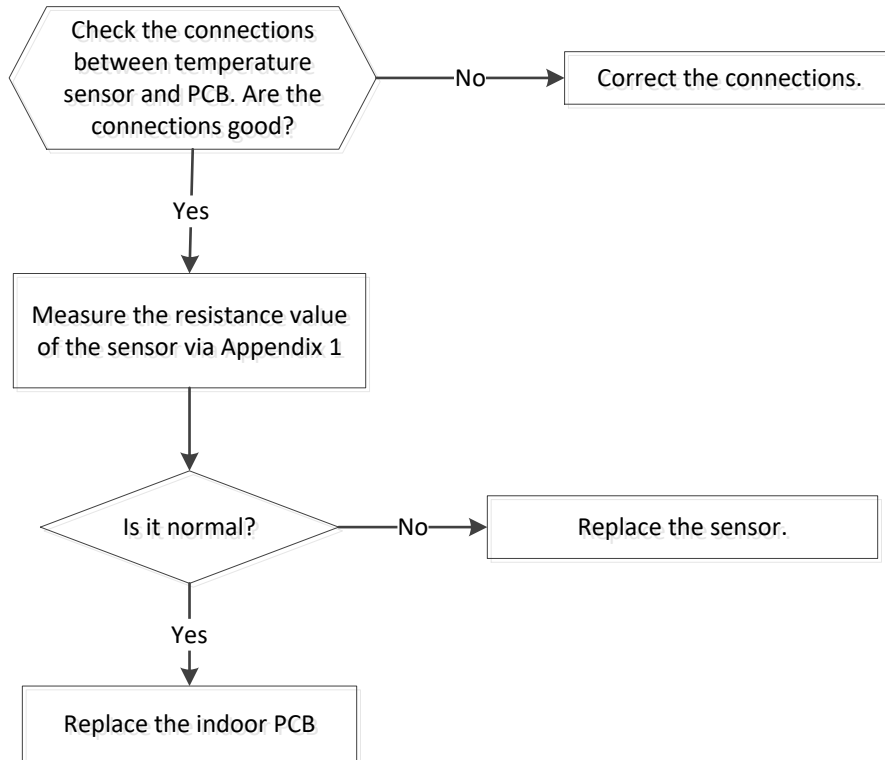 Check the connections
between temperature
sensor and PCB. Are the
connections good?
No
Correct the connections.
Yes
Measure the resistance value
of the sensor via Appendix 1
Is it normal?
No
Replace the sensor.
Yes
Replace the indoor PCB